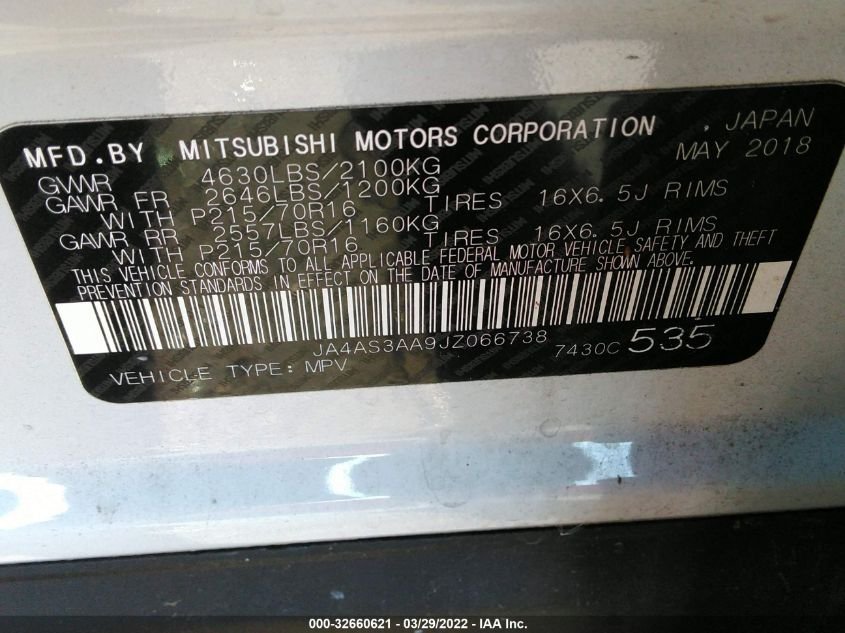 MFD.BY MITSUBISHI MOTORS CORPORATION , JAPAN
GVWR 4630LBS/2100KG MAY 2018
GAWR FR 2646LBS/1200KG
WITH P215/70R16 TIRES 16X6.5J RIMS
GAWR RR 2557LBS/1160KG
WITH P215/70R16 TIRES 16X6.5J RIMS
THIS VEHICLE CONFORMS TO ALL APPLICABLE FEDERAL MOTOR VEHICLE SAFETY AND THEFT
PREVENTION STANDARDS IN EFFECT ON THE DATE OF MANUFACTURE SHOWN ABOVE.
JA4AS3AA9JZ066738 7430C 535
VEHICLE TYPE: MPV
000-32660621 - 03/29/2022 - IAA Inc.